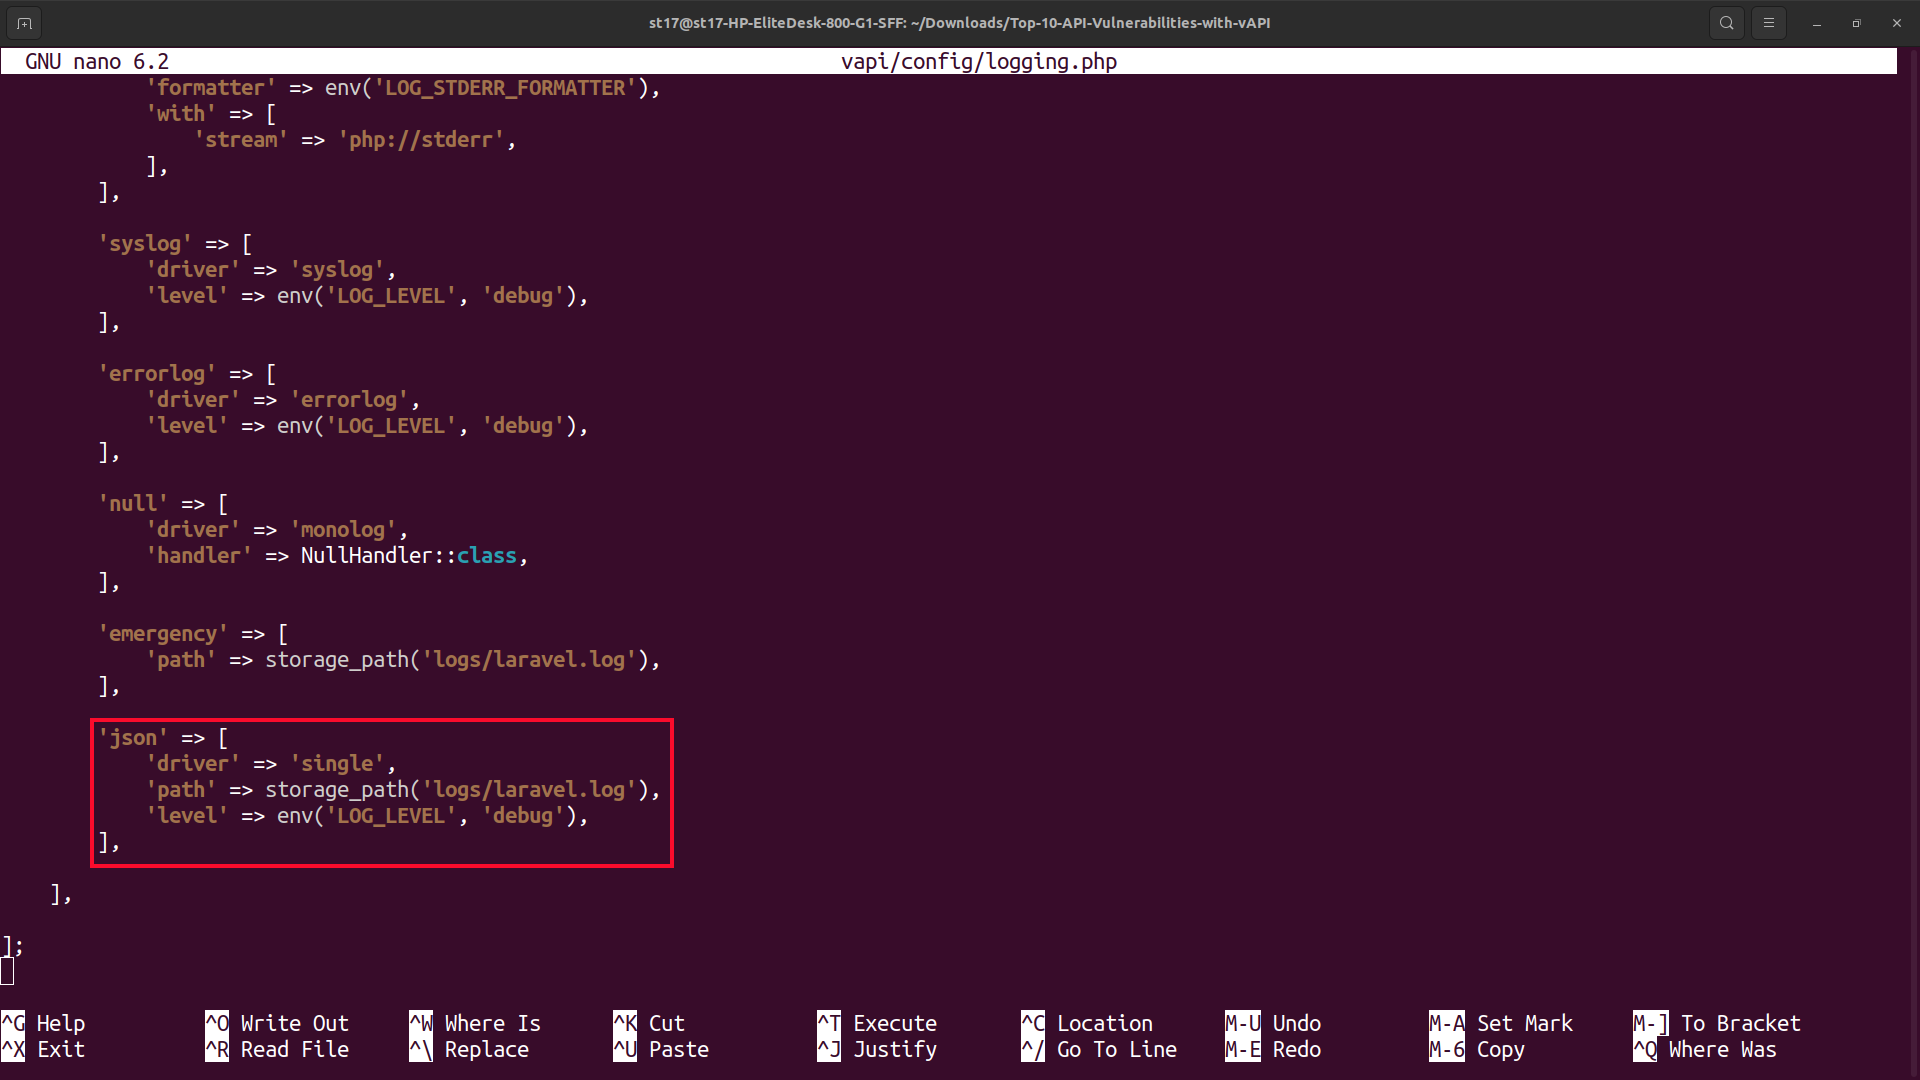 st17@st17-HP-EliteDesk-800-G1-SFF: ~/Downloads/Top-10-API-Vulnerabilities-with-vAPI
GNU nano 6.2 vapi/config/logging.php
            'formatter' => env('LOG_STDERR_FORMATTER'),
            'with' => [
                'stream' => 'php://stderr',
            ],
        ],

        'syslog' => [
            'driver' => 'syslog',
            'level' => env('LOG_LEVEL', 'debug'),
        ],

        'errorlog' => [
            'driver' => 'errorlog',
            'level' => env('LOG_LEVEL', 'debug'),
        ],

        'null' => [
            'driver' => 'monolog',
            'handler' => NullHandler::class,
        ],

        'emergency' => [
            'path' => storage_path('logs/laravel.log'),
        ],

        'json' => [
            'driver' => 'single',
            'path' => storage_path('logs/laravel.log'),
            'level' => env('LOG_LEVEL', 'debug'),
        ],

    ],

];

^G Help ^O Write Out ^W Where Is ^K Cut ^T Execute ^C Location M-U Undo M-A Set Mark M-] To Bracket
^X Exit ^R Read File ^\ Replace ^U Paste ^J Justify ^/ Go To Line M-E Redo M-6 Copy ^Q Where Was